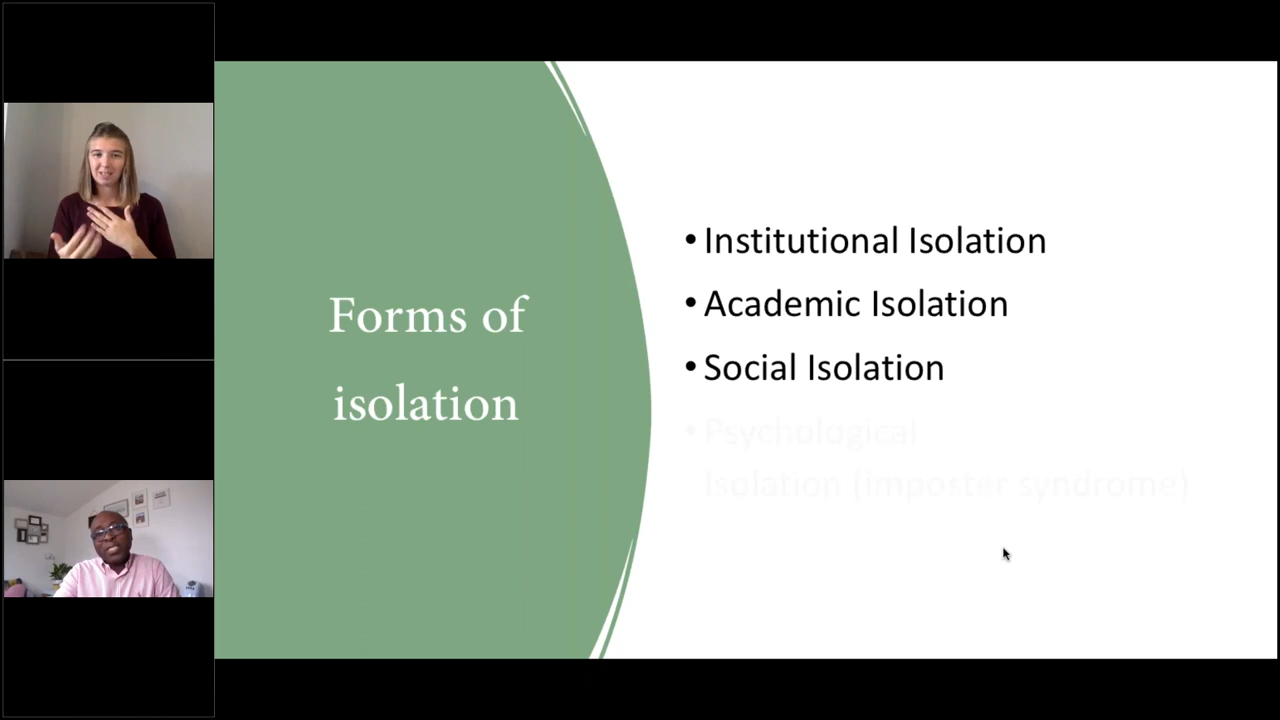 Forms of
isolation
• Institutional Isolation
• Academic Isolation
• Social Isolation
• Psychological
Isolation (imposter syndrome)